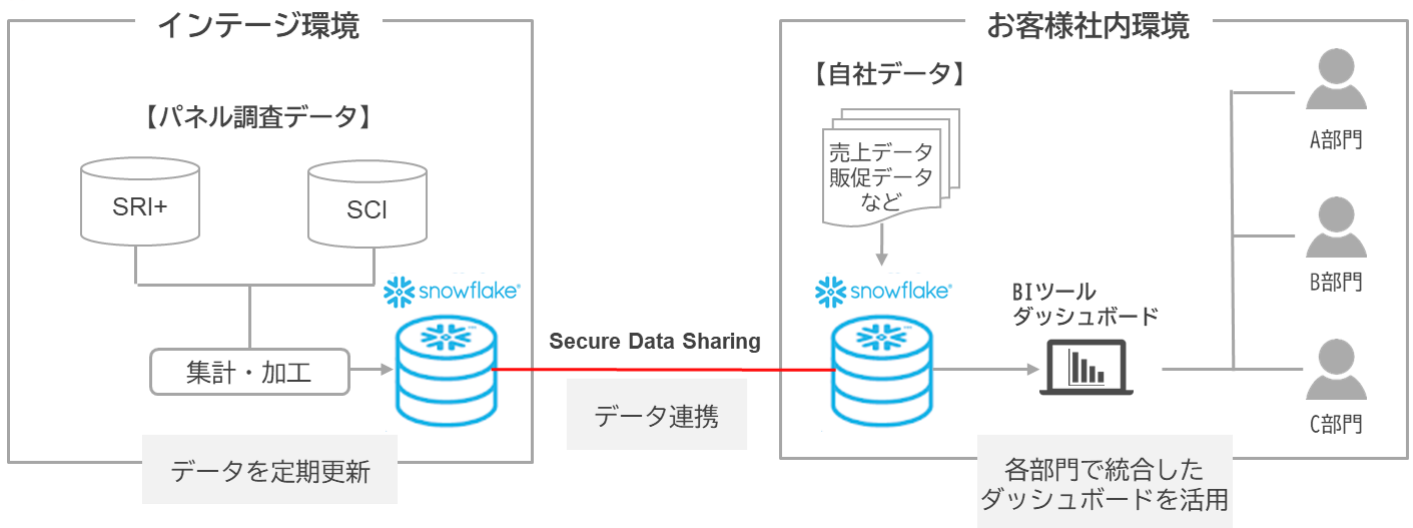 インテージ環境
【パネル調査データ】
SRI+
SCI
集計・加工
snowflake®
データを定期更新
Secure Data Sharing
データ連携
お客様社内環境
【自社データ】
売上データ
販促データ
など
snowflake®
BIツール
ダッシュボード
A部門
B部門
C部門
各部門で統合した
ダッシュボードを活用